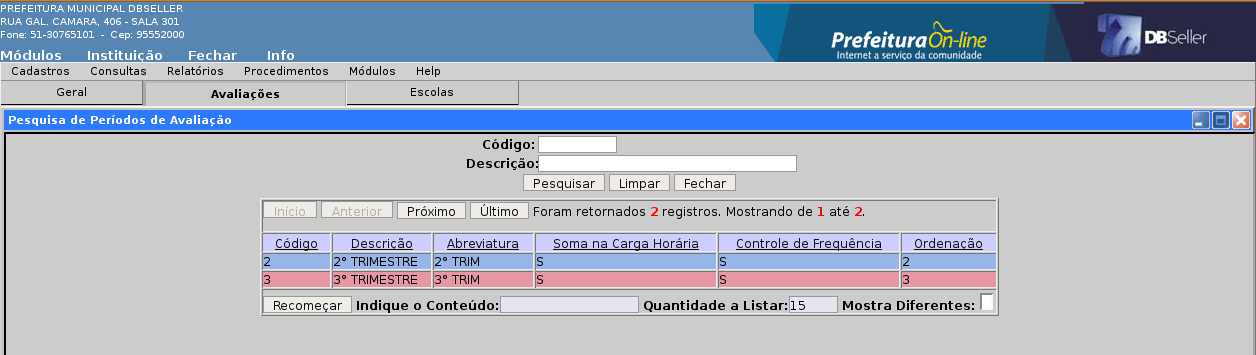 PREFEITURA MUNICIPAL DBSELLER
RUA GAL. CAMARA, 406 - SALA 301
Fone: 51-30765101 - Cep: 95552000
Módulos Instituição Fechar Info
PrefeituraOn-line
Internet a serviço da comunidade
DBSeller
Cadastros Consultas Relatórios Procedimentos Módulos Help
Geral Avaliações Escolas
Pesquisa de Períodos de Avaliação
Código:
Descrição:
Pesquisar Limpar Fechar
Início Anterior Próximo Último Foram retornados 2 registros. Mostrando de 1 até 2.
Código Descrição Abreviatura Soma na Carga Horária Controle de Frequência Ordenação
2 2° TRIMESTRE 2° TRIM S S 2
3 3° TRIMESTRE 3° TRIM S S 3
Recomeçar Indique o Conteúdo: Quantidade a Listar: 15 Mostra Diferentes: